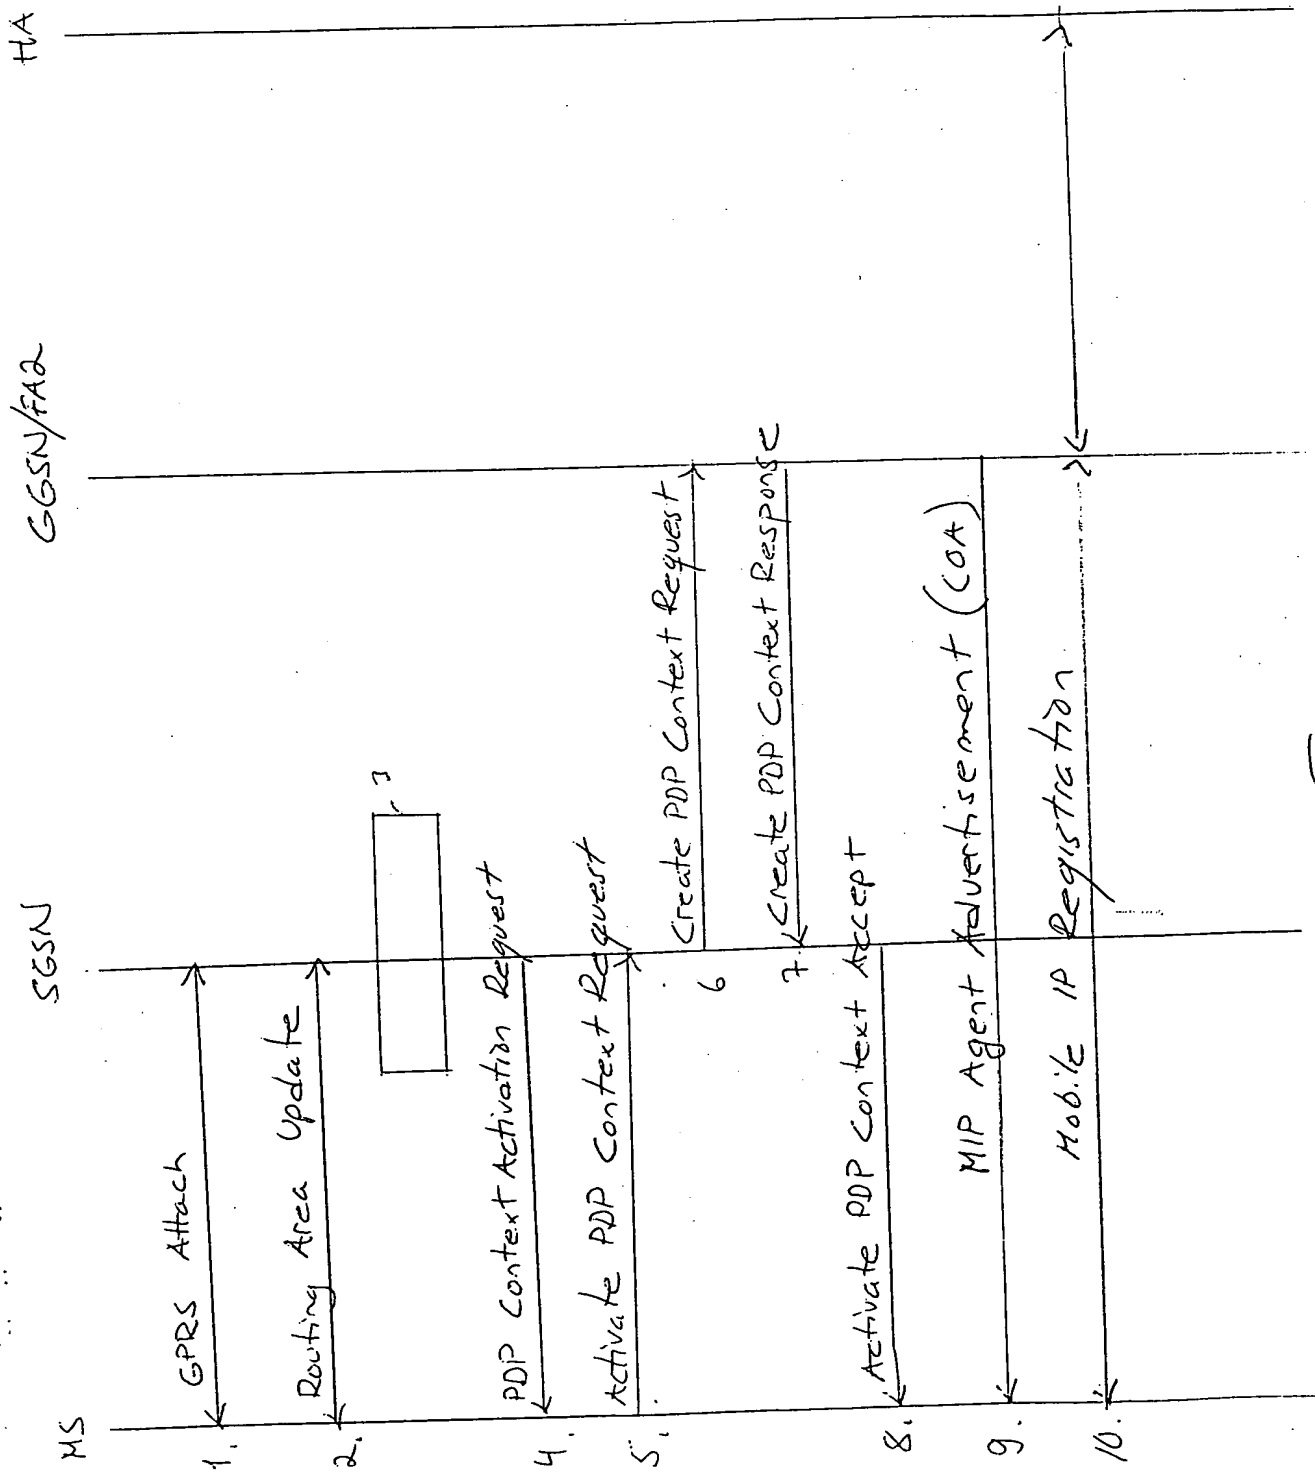 MS
SGSN
GGSN/FA2
HA
1.
GPRS Attach
2.
Routing Area Update
3
4.
PDP Context Activation Request
5.
Activate PDP Context Request
6
Create PDP Context Request
7.
Create PDP Context Response
8.
Activate PDP Context Accept
9.
MIP Agent Advertisement (COA)
10.
Mobile IP Registration